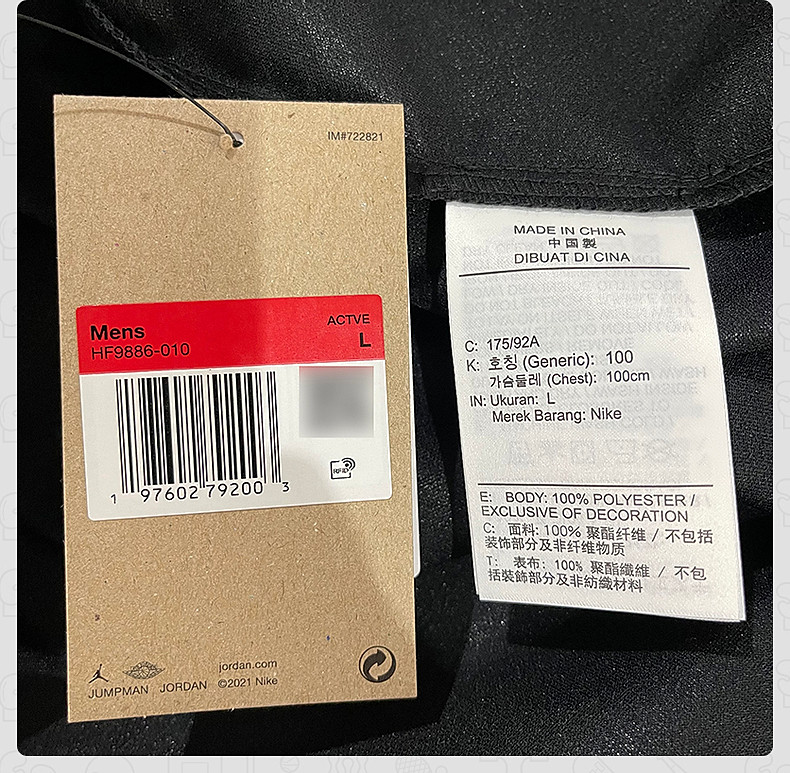 IM#722821
Mens
ACTVE
HF9886-010
L
1 97602 79200 3
RFID
JUMPMAN
JORDAN
jordan.com
©2021 Nike
MADE IN CHINA
中国製
DIBUAT DI CINA
C: 175/92A
K: 호칭 (Generic): 100
가슴둘레 (Chest): 100cm
IN: Ukuran: L
Merek Barang: Nike
E: BODY: 100% POLYESTER /
EXCLUSIVE OF DECORATION
C: 面料: 100% 聚酯纤维 / 不包括
装饰部分及非纤维物质
T: 表布: 100% 聚酯纖維 / 不包
括裝飾部分及非紡織材料